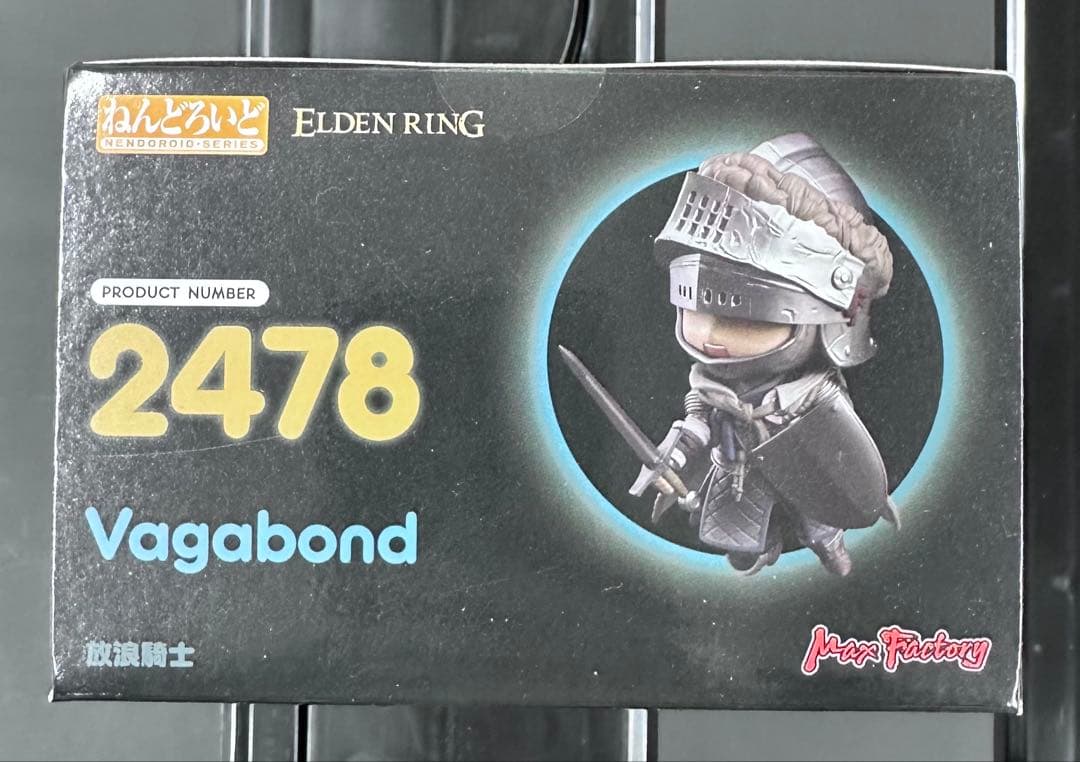 ねんどろいど
NENDOROID・SERIES
ELDEN RING
PRODUCT NUMBER
2478
Vagabond
放浪騎士
Max Factory